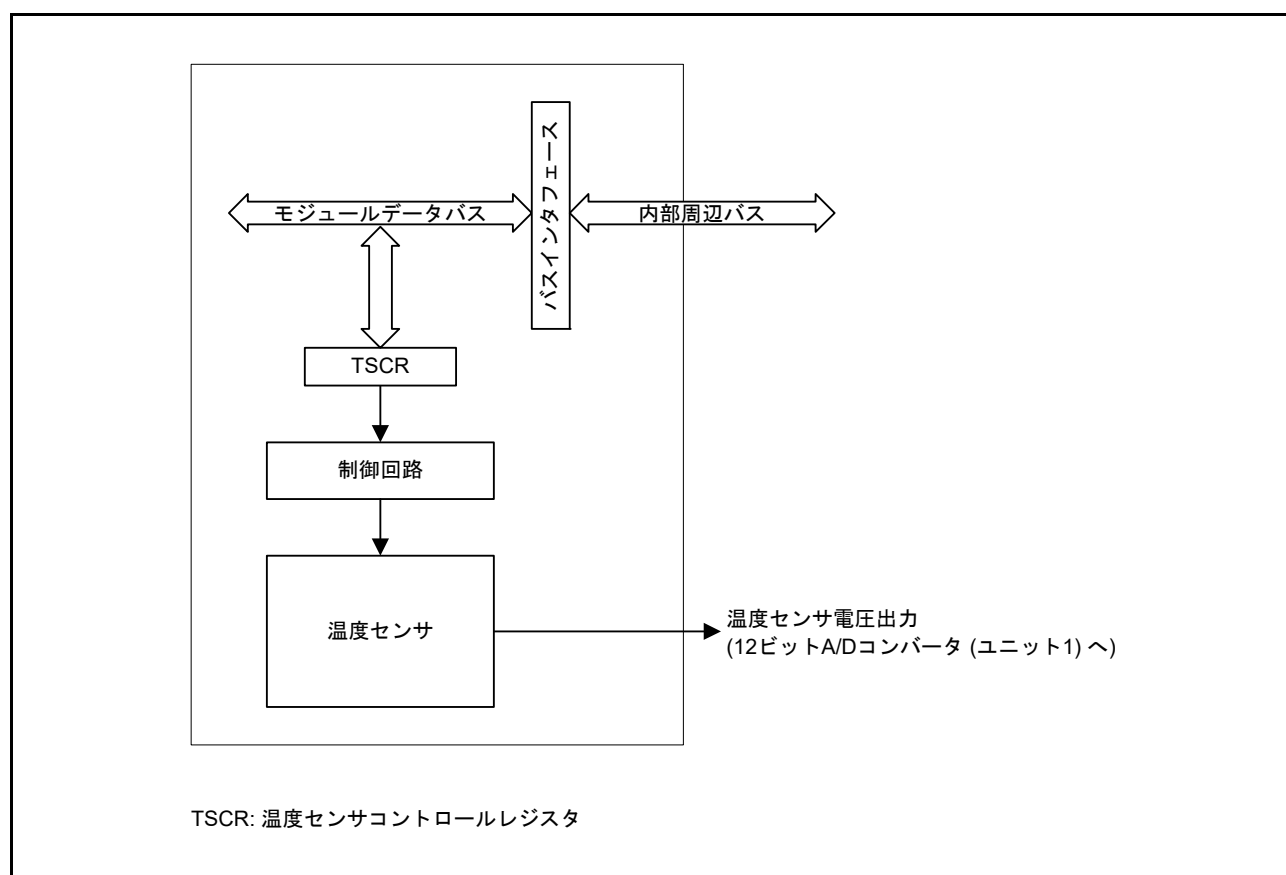 バスインタフェース
モジュールデータバス
内部周辺バス
TSCR
制御回路
温度センサ
温度センサ電圧出力
(12ビットA/Dコンバータ (ユニット1) へ)
TSCR: 温度センサコントロールレジスタ